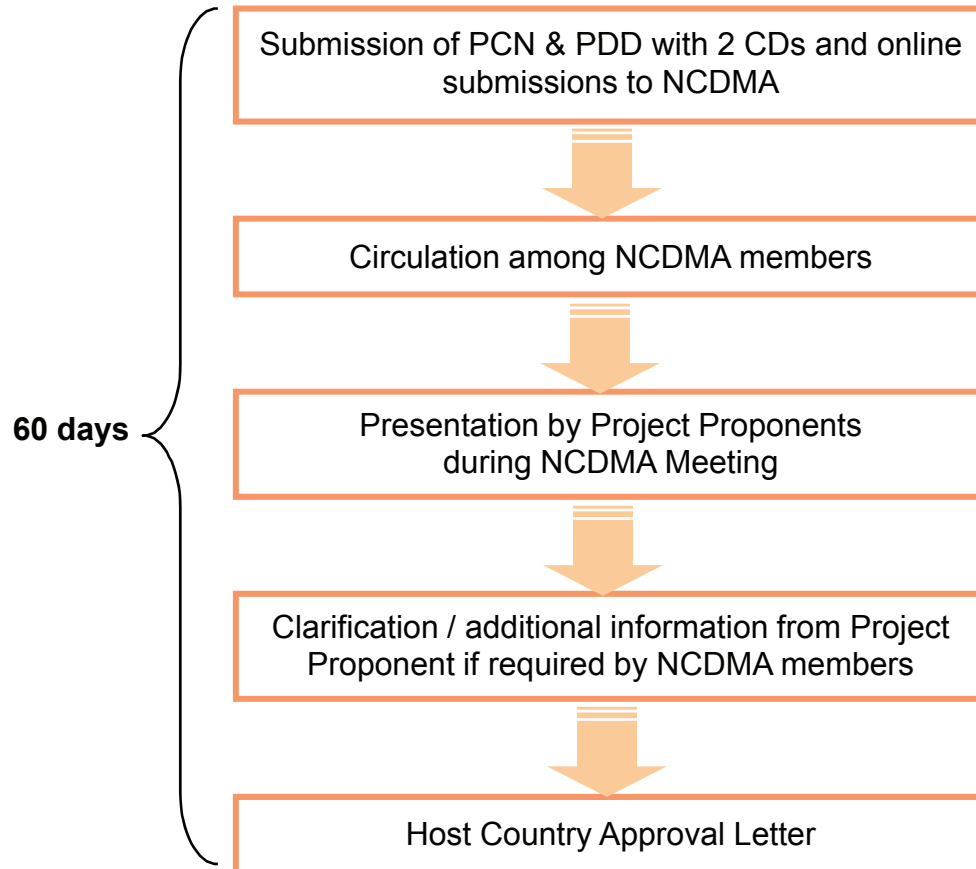 Submission of PCN & PDD with 2 CDs and online
submissions to NCDMA
Circulation among NCDMA members
60 days
Presentation by Project Proponents
during NCDMA Meeting
Clarification / additional information from Project
Proponent if required by NCDMA members
Host Country Approval Letter